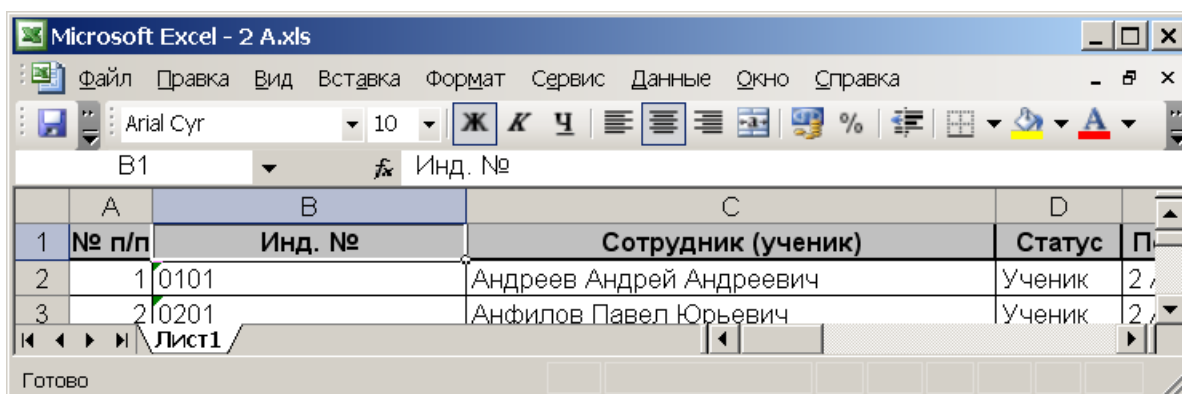 Microsoft Excel - 2 A.xls
Файл Правка Вид Вставка Формат Сервис Данные Окно Справка
Arial Cyr 10 Ж К Ч % A
B1 fx Инд. №
A B C D
1 № п/п Инд. № Сотрудник (ученик) Статус
2 1 0101 Андреев Андрей Андреевич Ученик 2
3 2 0201 Анфилов Павел Юрьевич Ученик 2
Лист1
Готово